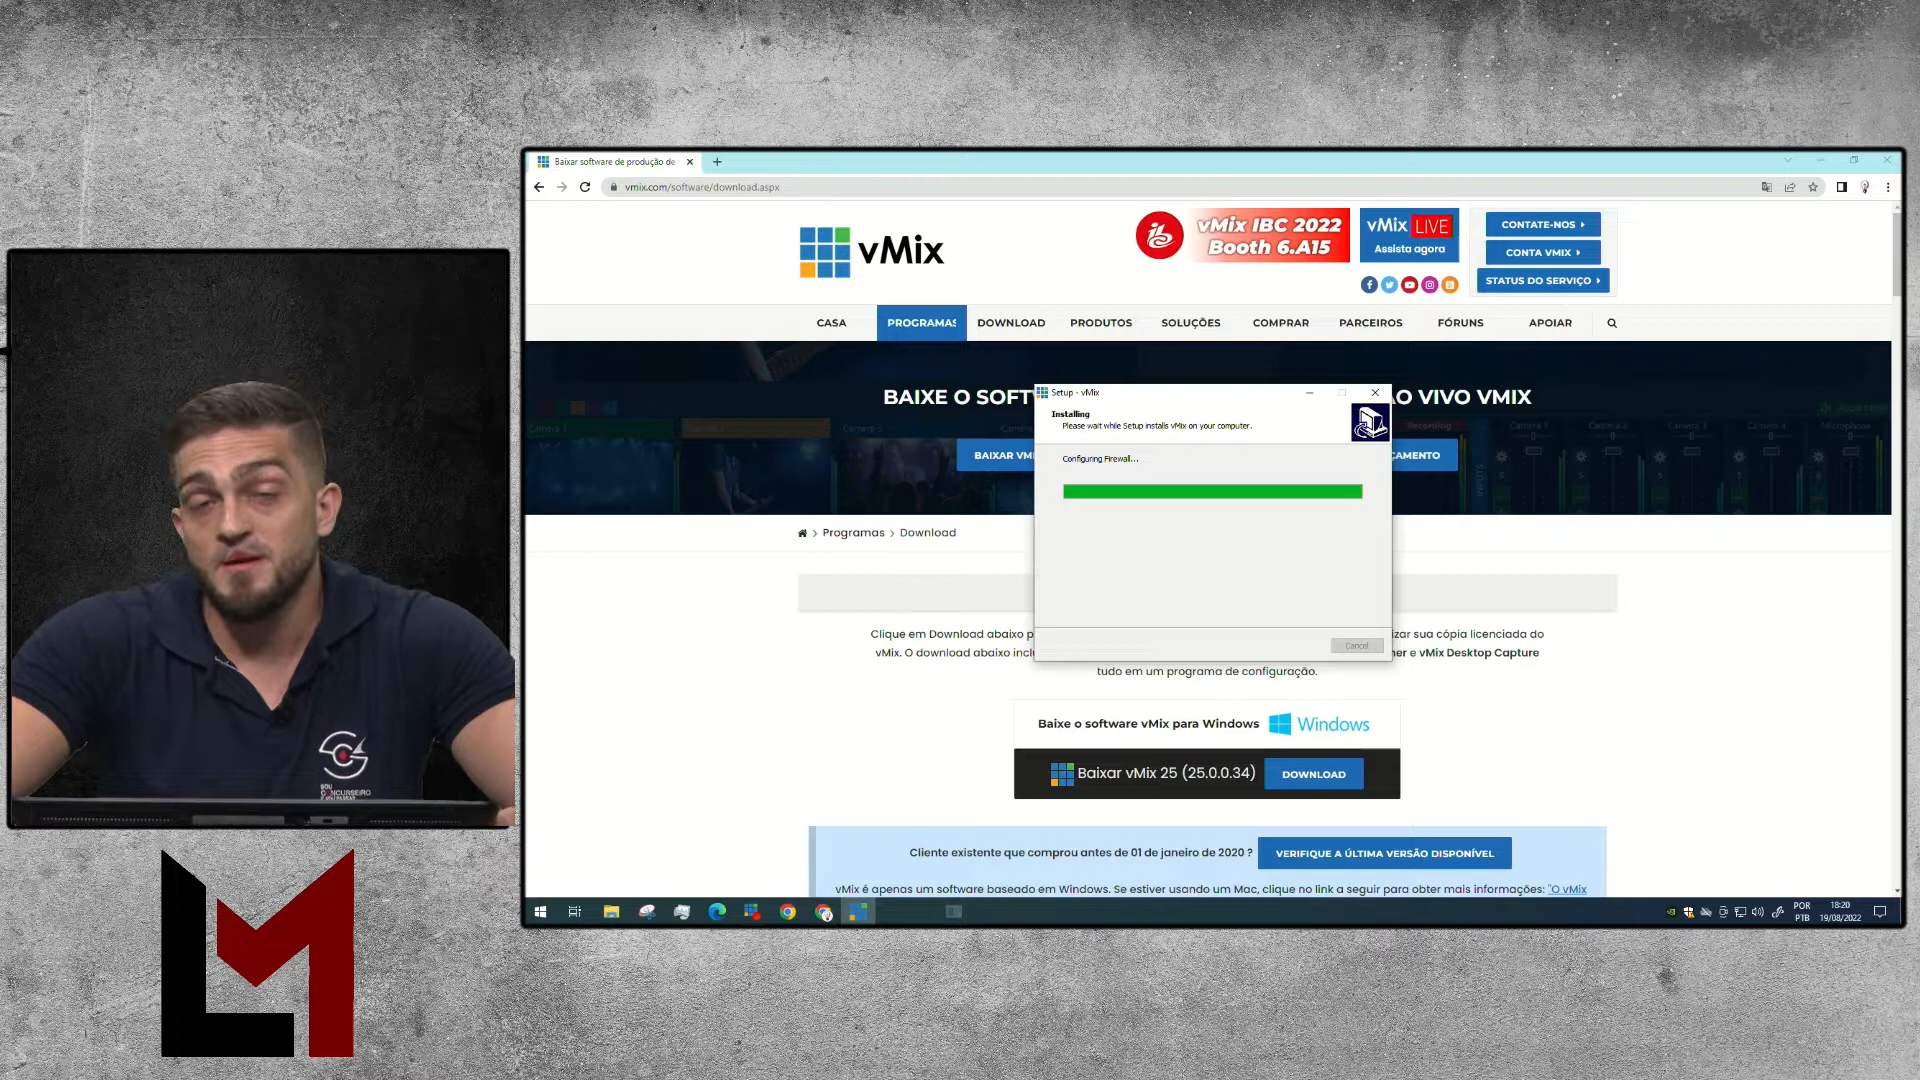 Baixar software de produção de
vmix.com/software/download.aspx
vMix
vMix IBC 2022
Booth 6.A15
vMix LIVE
Assista agora
CONTATE-NOS
CONTA VMIX
STATUS DO SERVIÇO
CASA
PROGRAMAS
DOWNLOAD
PRODUTOS
SOLUÇÕES
COMPRAR
PARCEIROS
FÓRUNS
APOIAR
BAIXE O SOFT
O VIVO VMIX
BAIXAR VM
CAMENTO
Setup - vMix
Installing
Please wait while Setup installs vMix on your computer.
Configuring Firewall...
Cancel
Programas > Download
Clique em Download abaixo p
izar sua cópia licenciada do
vMix. O download abaixo incl
er e vMix Desktop Capture
tudo em um programa de configuração.
Baixe o software vMix para Windows
Windows
Baixar vMix 25 (25.0.0.34)
DOWNLOAD
Cliente existente que comprou antes de 01 de janeiro de 2020 ?
VERIFIQUE A ÚLTIMA VERSÃO DISPONÍVEL
vMix é apenas um software baseado em Windows. Se estiver usando um Mac, clique no link a seguir para obter mais informações: "O vMix
POR
PTB
18:20
19/08/2022
SOU
CONCURSEIRO
LM